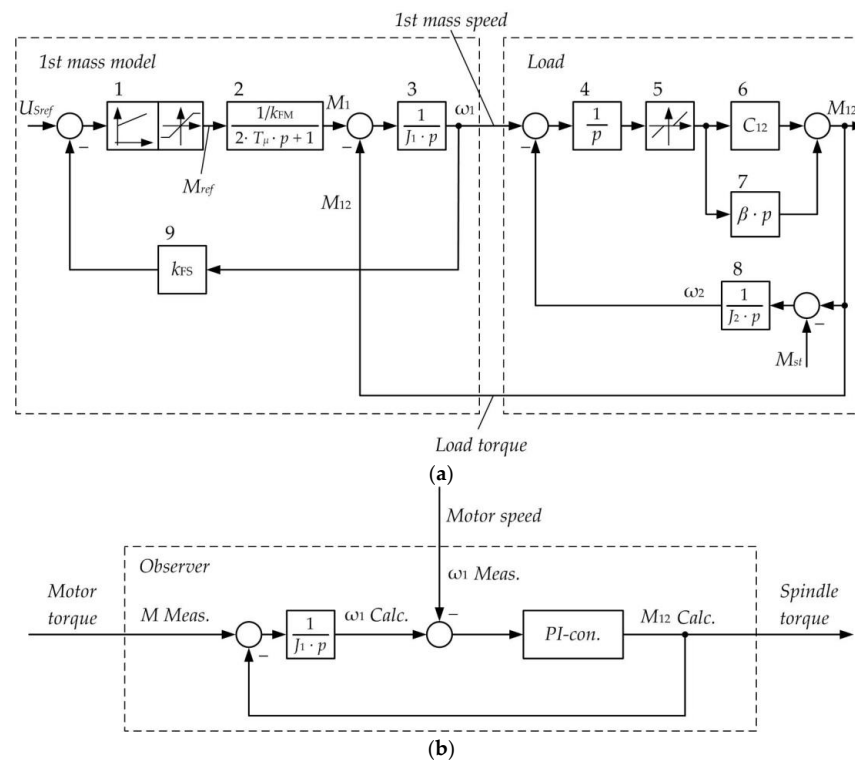 1st mass speed
1st mass model
Load
1
2
3
4
5
6
U_Sref
1/k_FM
2· T_μ · p + 1
M_1
1
J_1 · p
ω_1
1
p
C_12
M_12
−
−
−
M_ref
M_12
7
β · p
9
k_FS
8
ω_2
1
J_2 · p
−
M_st
Load torque
(a)
Motor speed
Observer
ω_1 Meas.
Motor
torque
M Meas.
1
J_1 · p
ω_1 Calc.
−
PI-con.
M_12 Calc.
Spindle
torque
−
(b)